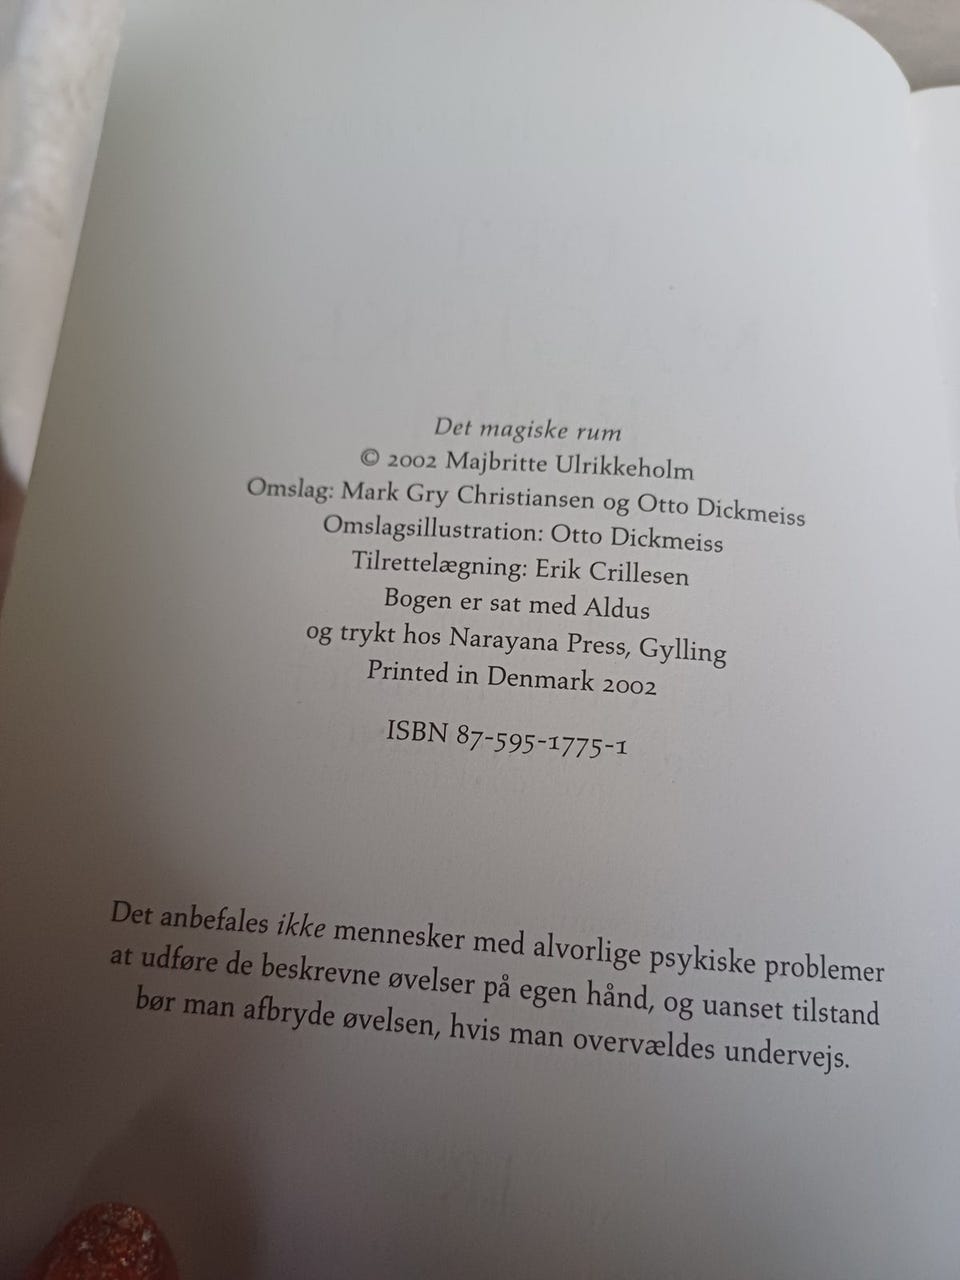 Det magiske rum
© 2002 Majbritte Ulrikkeholm
Omslag: Mark Gry Christiansen og Otto Dickmeiss
Omslagsillustration: Otto Dickmeiss
Tilrettelægning: Erik Crillesen
Bogen er sat med Aldus
og trykt hos Narayana Press, Gylling
Printed in Denmark 2002
ISBN 87-595-1775-1
Det anbefales ikke mennesker med alvorlige psykiske problemer
at udføre de beskrevne øvelser på egen hånd, og uanset tilstand
bør man afbryde øvelsen, hvis man overvældes undervejs.